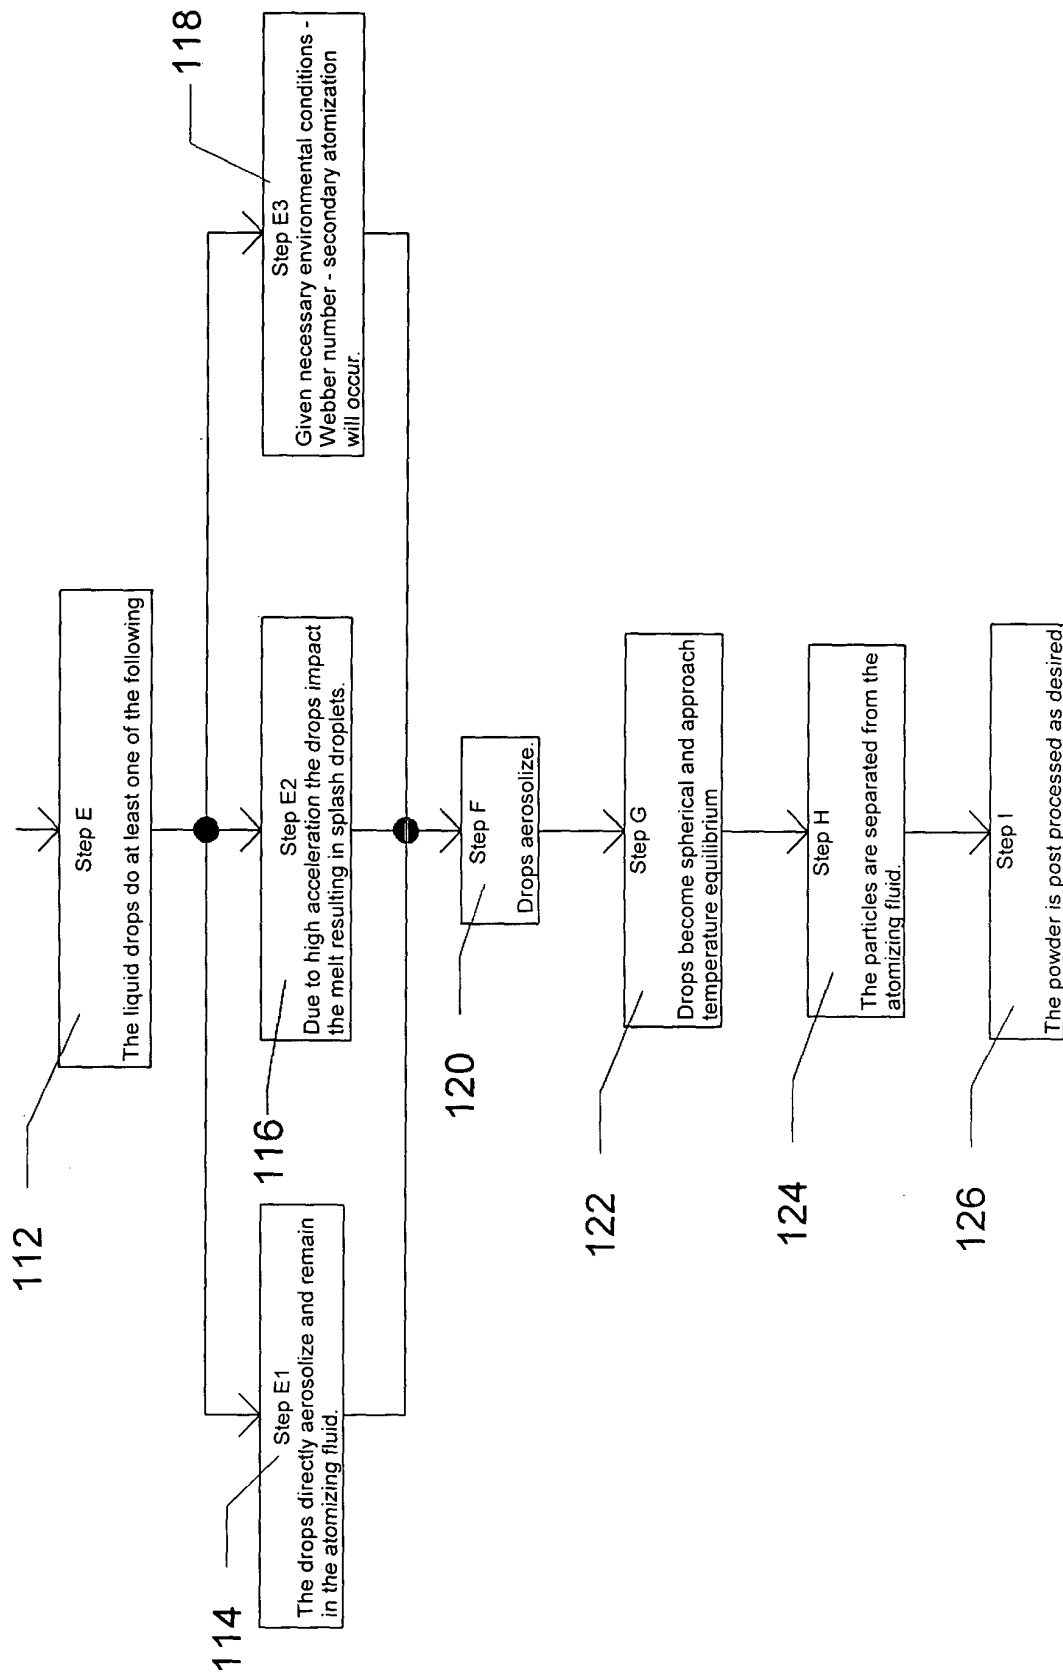 112
Step E
The liquid drops do at least one of the following
114
Step E1
The drops directly aerosolize and remain
in the atomizing fluid.
116
Step E2
Due to high acceleration the drops impact
the melt resulting in splash droplets.
118
Step E3
Given necessary environmental conditions -
Webber number - secondary atomization
will occur.
120
Step F
Drops aerosolize.
122
Step G
Drops become spherical and approach
temperature equilibrium
124
Step H
The particles are separated from the
atomizing fluid.
126
Step I
The powder is post processed as desired